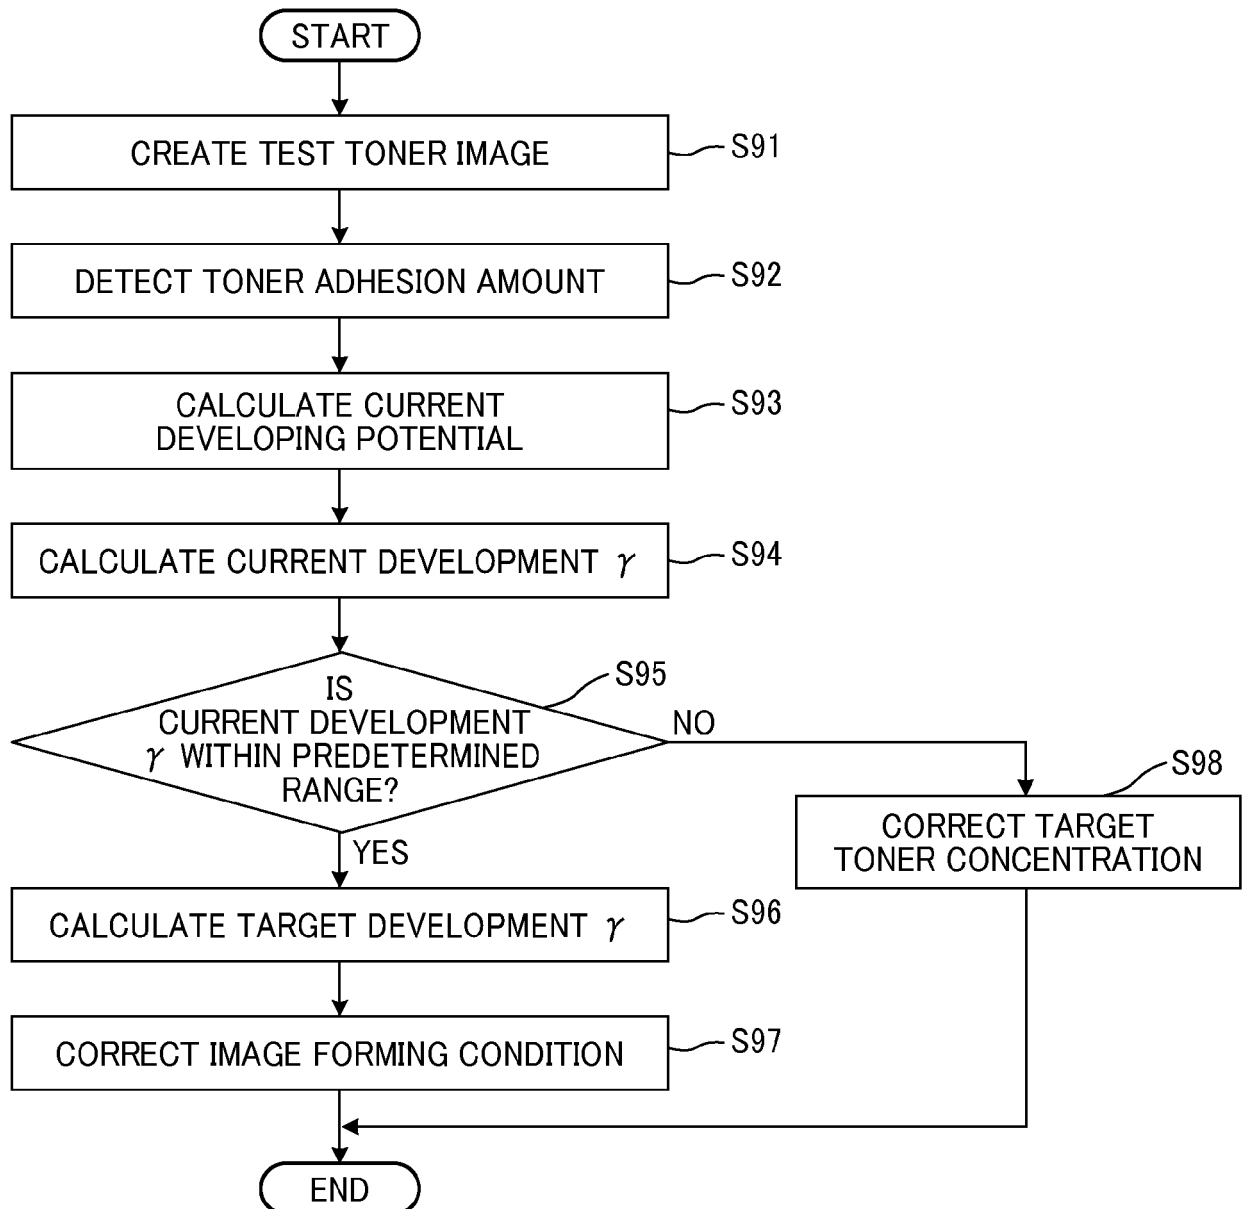 START
CREATE TEST TONER IMAGE
S91
DETECT TONER ADHESION AMOUNT
S92
CALCULATE CURRENT
DEVELOPING POTENTIAL
S93
CALCULATE CURRENT DEVELOPMENT γ
S94
IS
CURRENT DEVELOPMENT
γ WITHIN PREDETERMINED
RANGE?
S95
NO
YES
S98
CORRECT TARGET
TONER CONCENTRATION
CALCULATE TARGET DEVELOPMENT γ
S96
CORRECT IMAGE FORMING CONDITION
S97
END